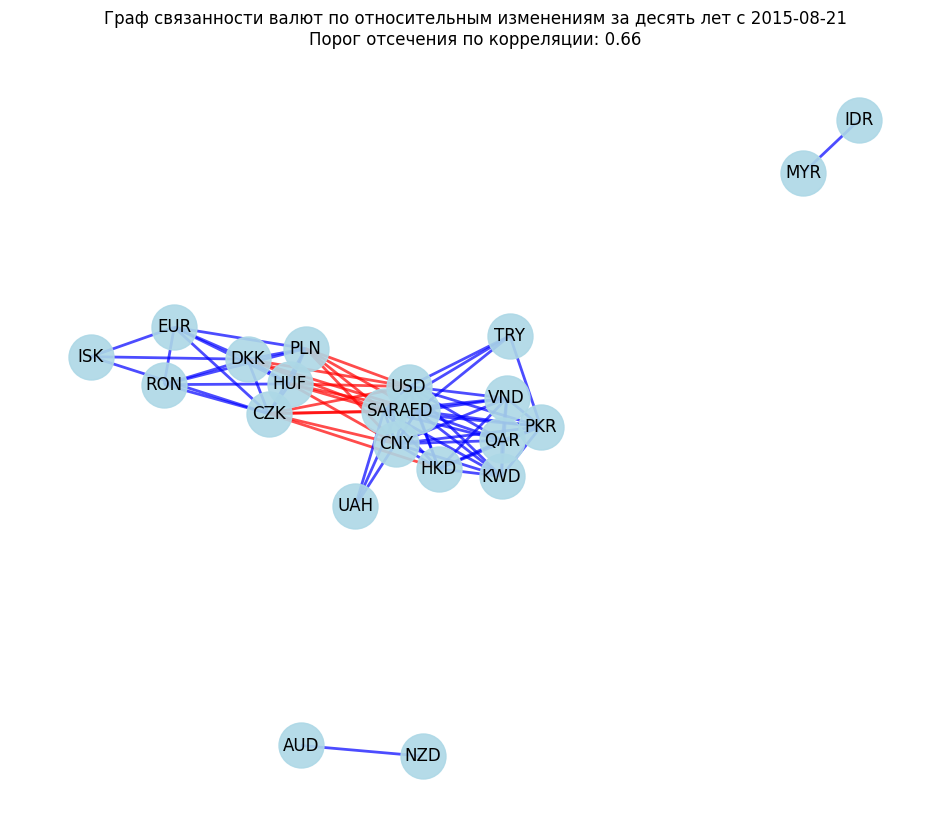 Граф связанности валют по относительным изменениям за десять лет с 2015-08-21
Порог отсечения по корреляции: 0.66
IDR
MYR
EUR
TRY
PLN
ISK
DKK
RON
HUF
USD
VND
CZK
SAR
AED
PKR
CNY
QAR
HKD
KWD
UAH
AUD
NZD